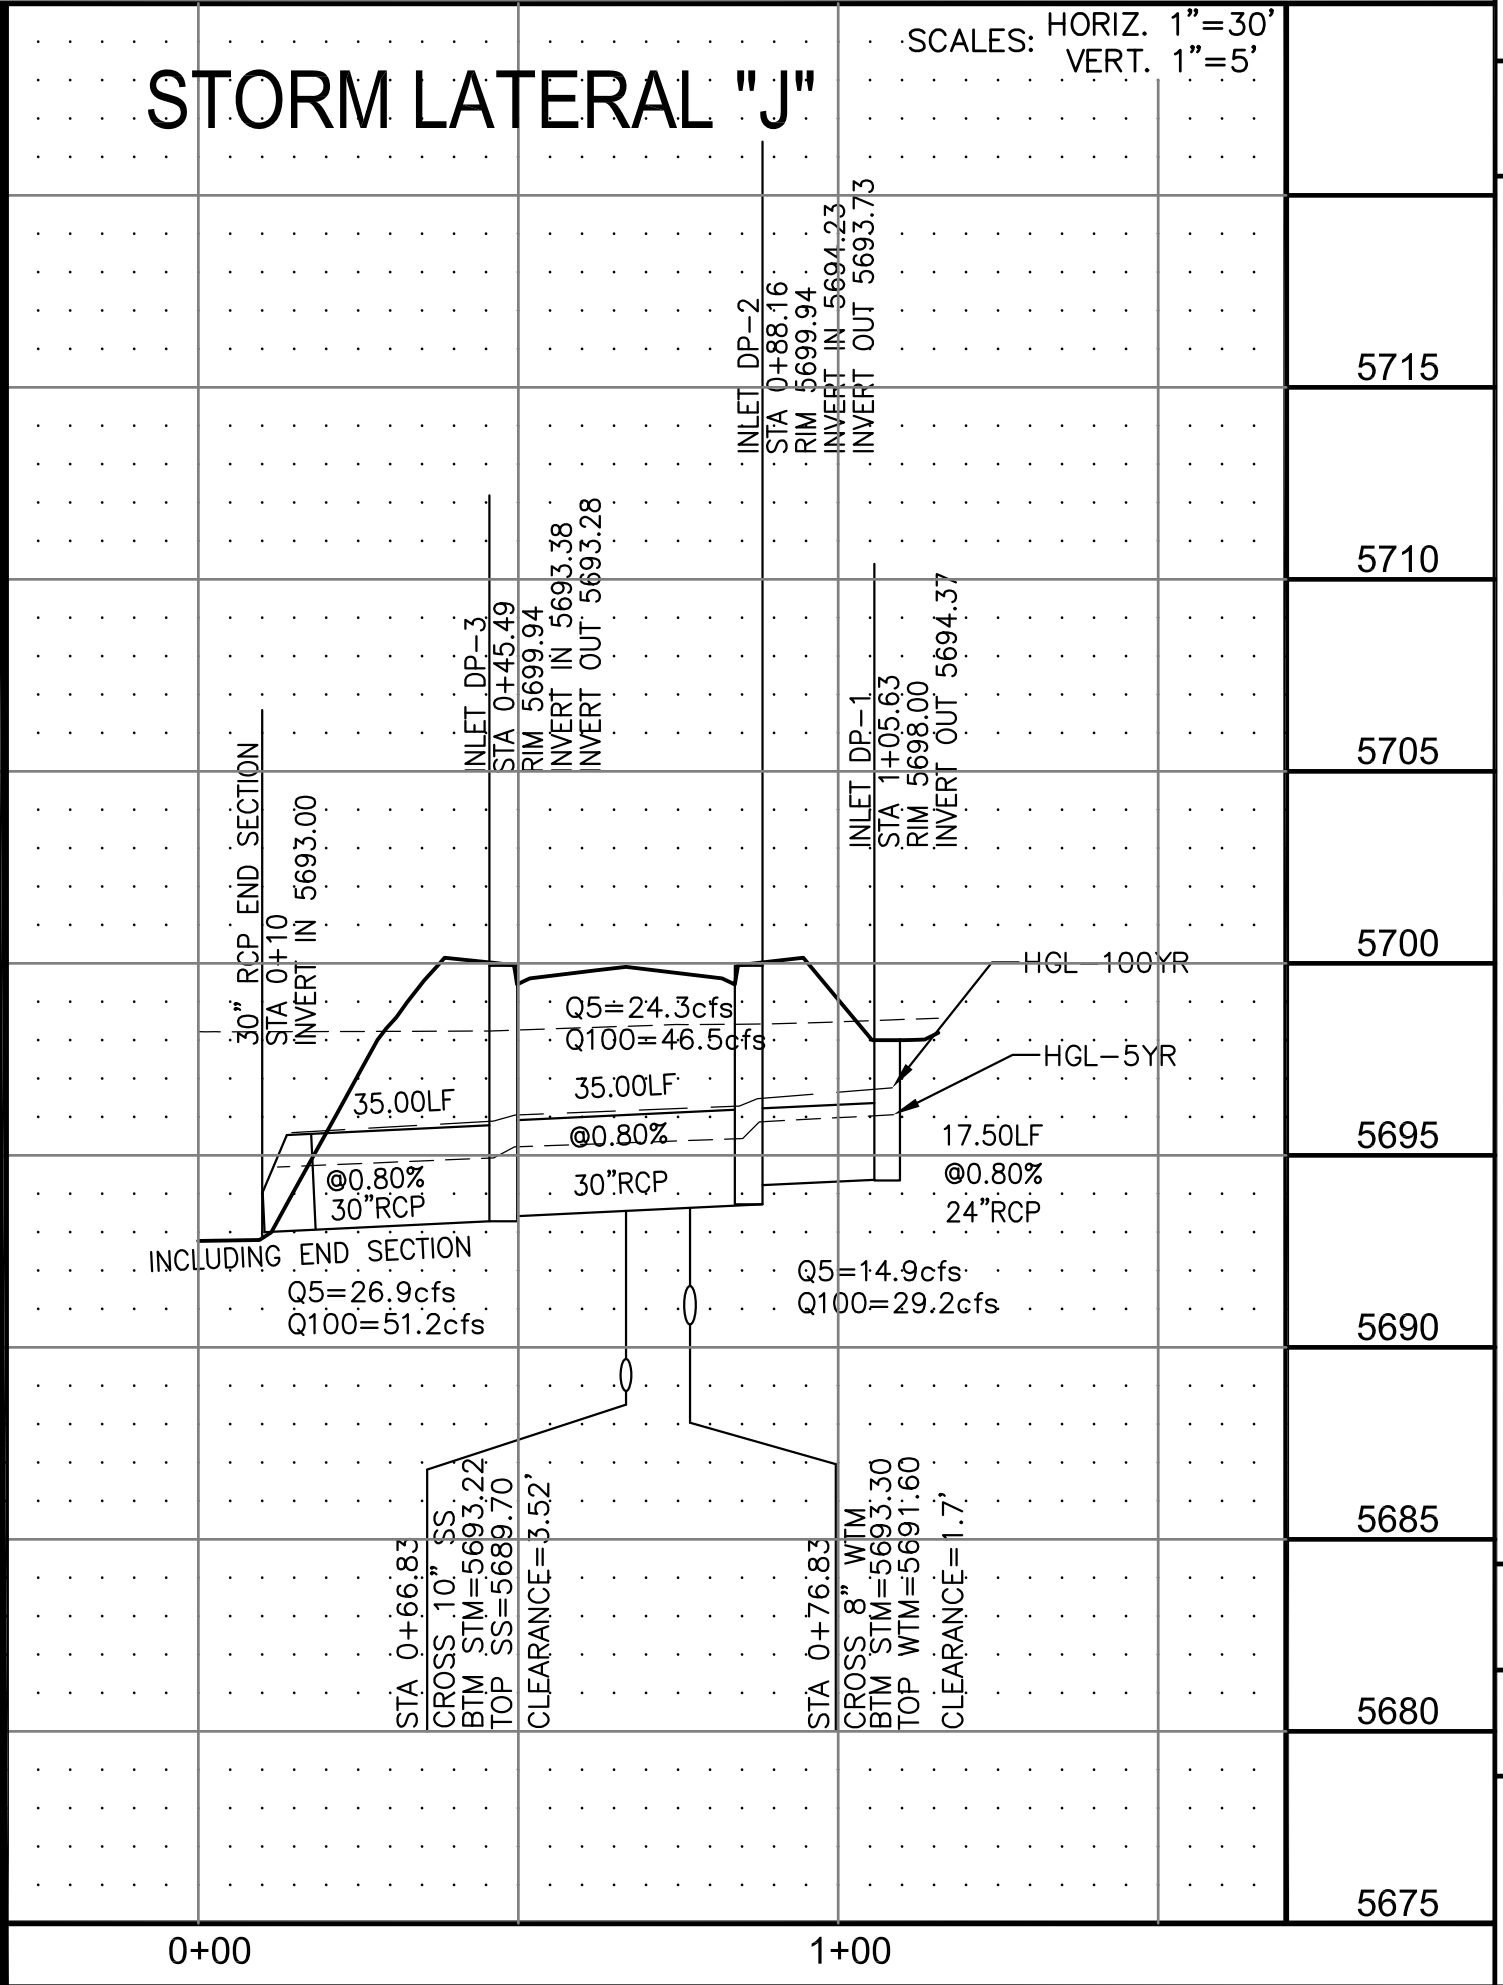 SCALES: HORIZ. 1"=30'
VERT. 1"=5'
STORM LATERAL "J"
INLET DP-2
STA 0+88.16
RIM 5699.94
INVERT IN 5694.23
INVERT OUT 5693.73
INLET DP-3
STA 0+45.49
RIM 5699.94
INVERT IN 5693.38
INVERT OUT 5693.28
INLET DP-1
STA 1+05.63
RIM 5698.00
INVERT OUT 5694.37
30" RCP END SECTION
STA 0+10
INVERT IN 5693.00
HGL-100YR
HGL-5YR
Q5=24.3cfs
Q100=46.5cfs
35.00LF
@0.80%
30"RCP
INCLUDING END SECTION
Q5=26.9cfs
Q100=51.2cfs
35.00LF
@0.80%
30"RCP
17.50LF
@0.80%
24"RCP
Q5=14.9cfs
Q100=29.2cfs
STA 0+66.83
CROSS 10" SS
BTM STM=5693.22
TOP SS=5689.70
CLEARANCE=3.52'
STA 0+76.83
CROSS 8" WTM
BTM STM=5693.30
TOP WTM=5691.60
CLEARANCE=1.7'
5715
5710
5705
5700
5695
5690
5685
5680
5675
0+00
1+00